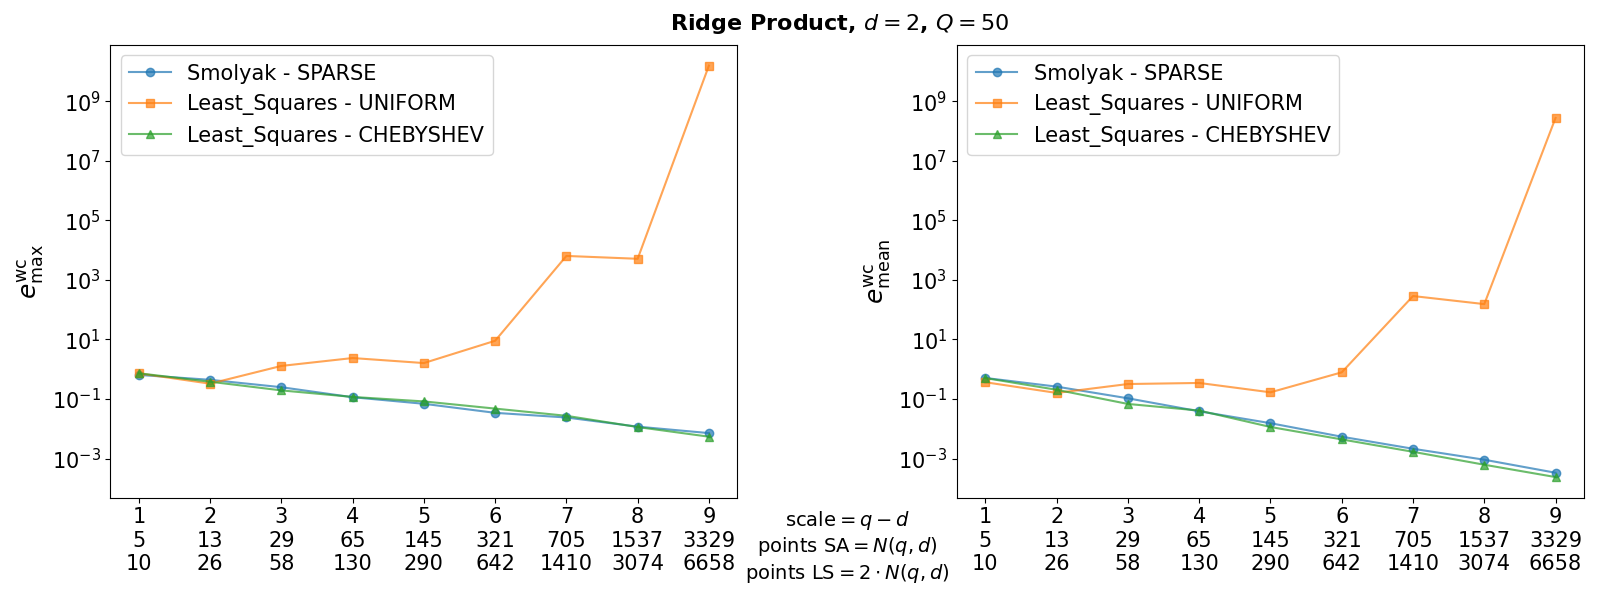 Ridge Product, d = 2, Q = 50
Smolyak - SPARSE
Least_Squares - UNIFORM
Least_Squares - CHEBYSHEV
10^9
10^7
10^5
10^3
10^1
10^−1
10^−3
e^wc_max
1 2 3 4 5 6 7 8 9
5 13 29 65 145 321 705 1537 3329
10 26 58 130 290 642 1410 3074 6658
scale = q − d
points SA = N(q, d)
points LS = 2 · N(q, d)
Smolyak - SPARSE
Least_Squares - UNIFORM
Least_Squares - CHEBYSHEV
10^9
10^7
10^5
10^3
10^1
10^−1
10^−3
e^wc_mean
1 2 3 4 5 6 7 8 9
5 13 29 65 145 321 705 1537 3329
10 26 58 130 290 642 1410 3074 6658